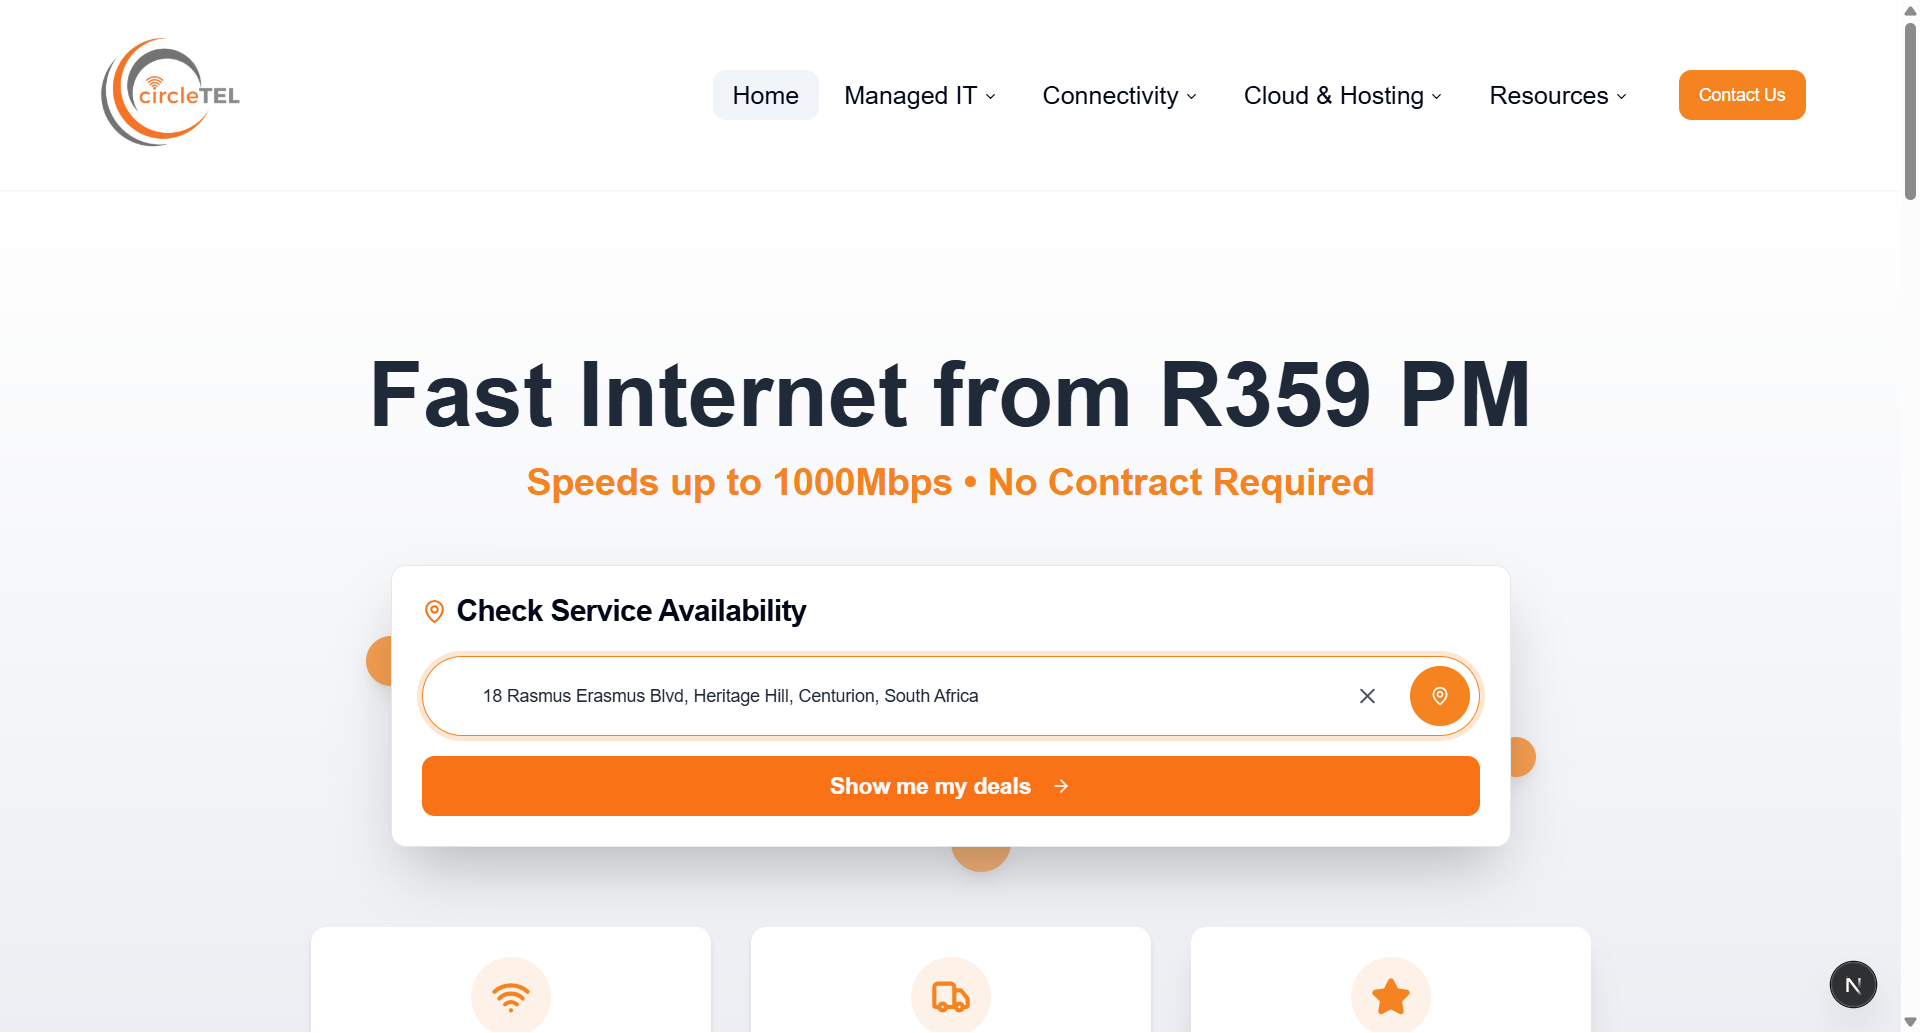 circleTEL
Home
Managed IT
Connectivity
Cloud & Hosting
Resources
Contact Us
Fast Internet from R359 PM
Speeds up to 1000Mbps • No Contract Required
Check Service Availability
18 Rasmus Erasmus Blvd, Heritage Hill, Centurion, South Africa
Show me my deals
N